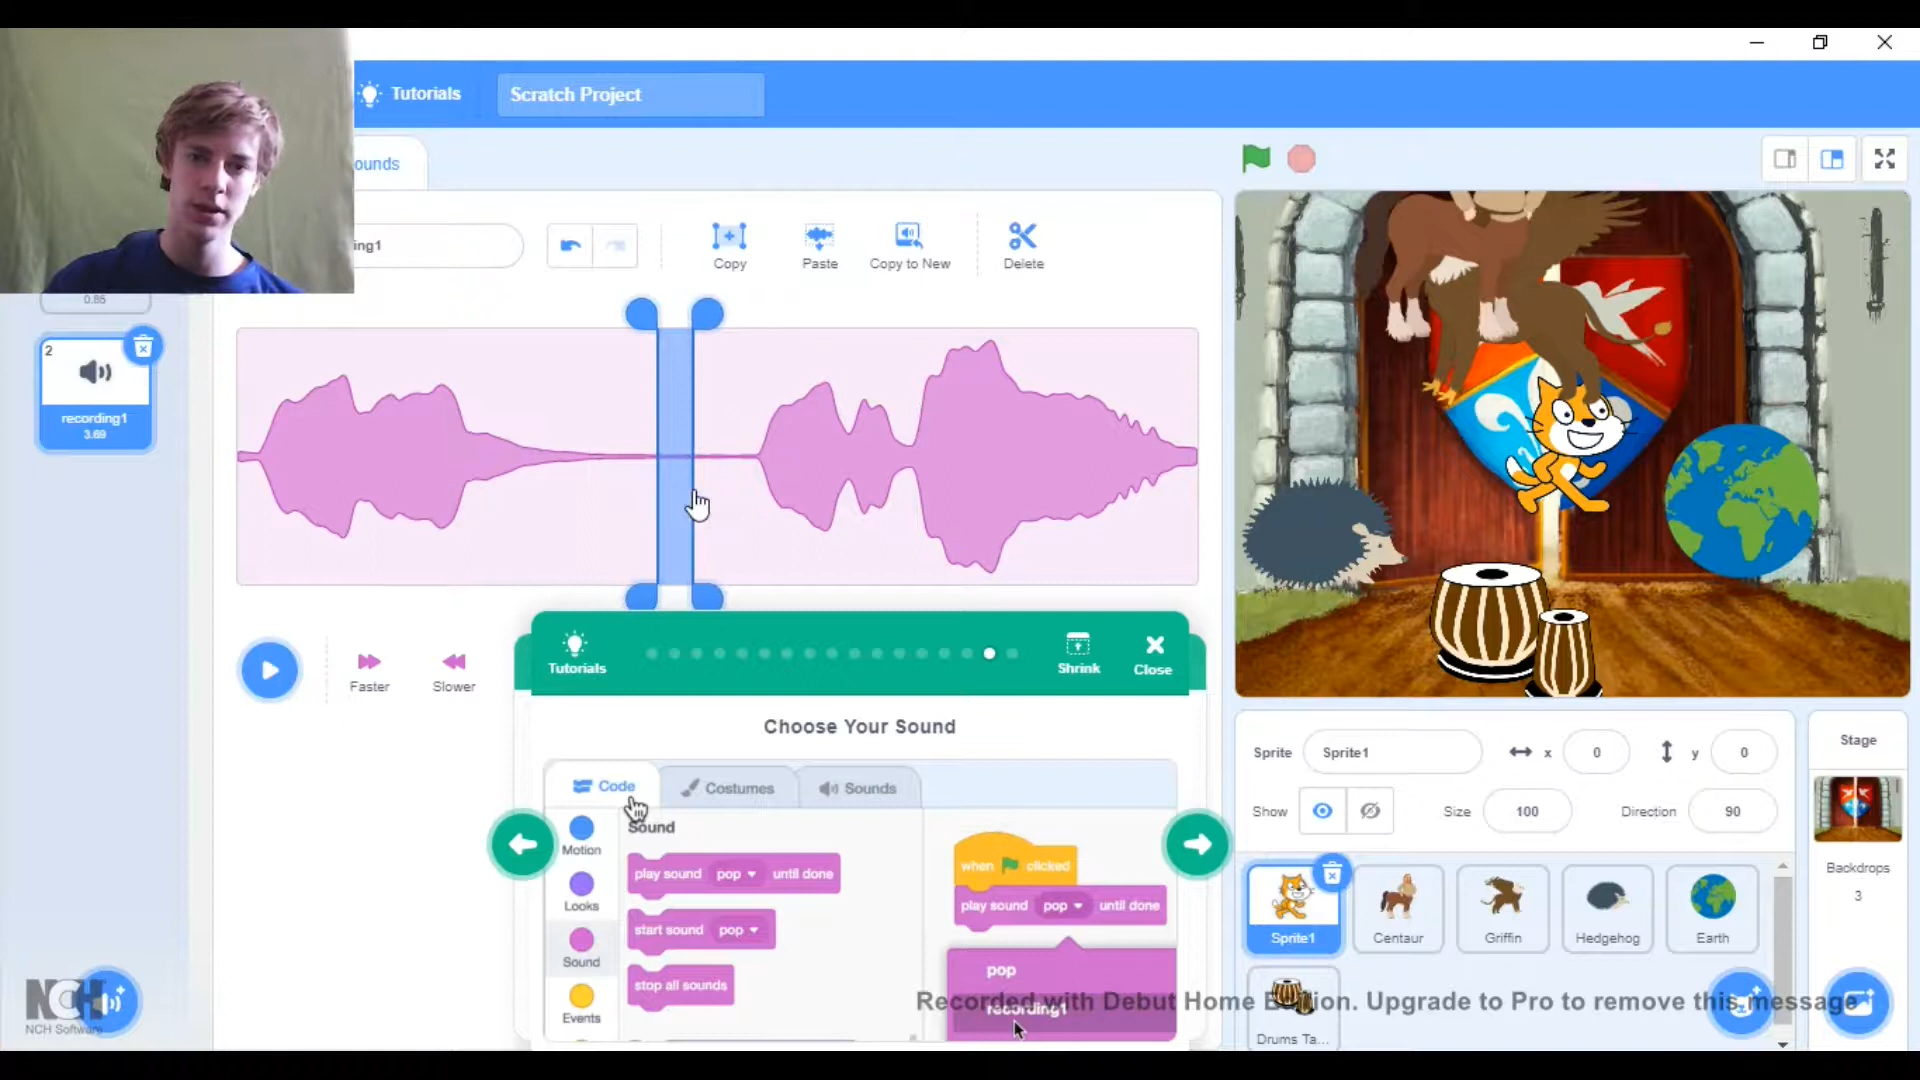 Tutorials
Scratch Project
ounds
ing1
Copy
Paste
Copy to New
Delete
0.85
2
recording1
3.69
Faster
Slower
Tutorials
Shrink
Close
Choose Your Sound
Code
Costumes
Sounds
Motion
Looks
Sound
Events
Sound
play sound pop until done
start sound pop
stop all sounds
when clicked
play sound pop until done
pop
recording1
Sprite
Sprite1
x
0
y
0
Show
Size
100
Direction
90
Stage
Backdrops
3
Sprite1
Centaur
Griffin
Hedgehog
Earth
Drums Ta...
NCH
NCH Software
Recorded with Debut Home Edition. Upgrade to Pro to remove this message